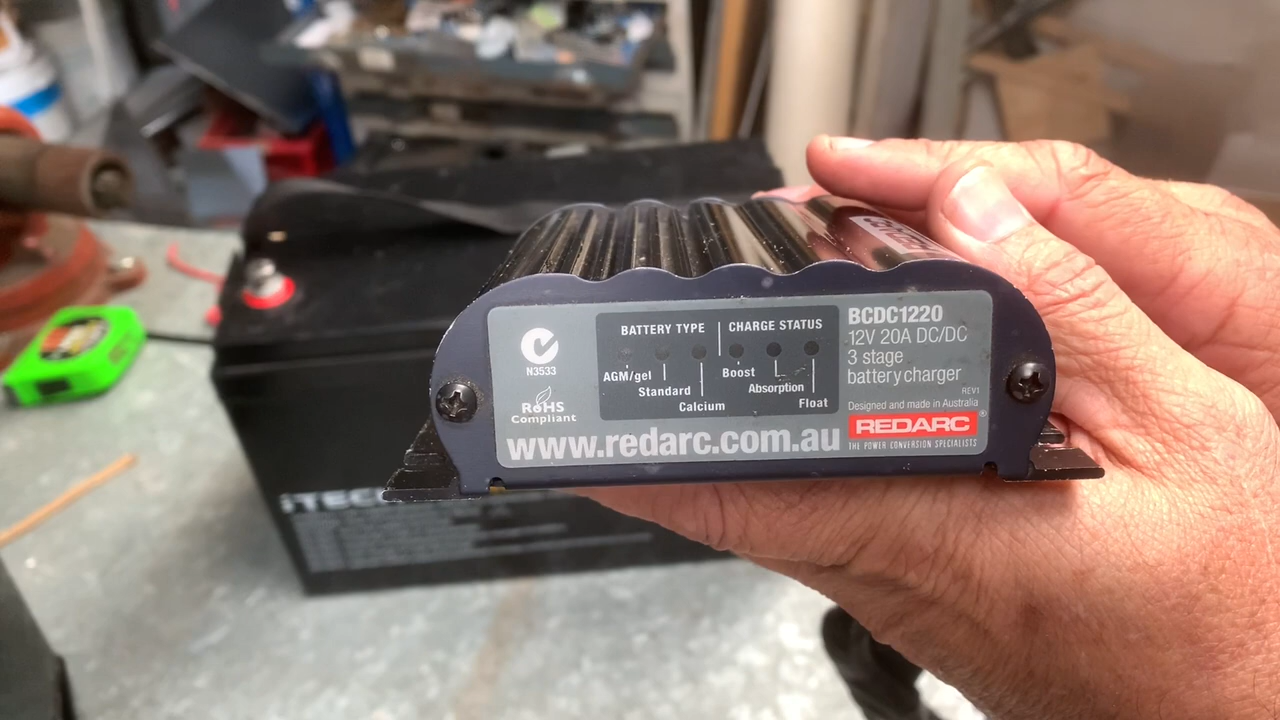 BATTERY TYPE
CHARGE STATUS
AGM/gel
Standard
Calcium
Boost
Absorption
Float
N3533
RoHS
Compliant
www.redarc.com.au
BCDC1220
12V 20A DC/DC
3 stage
battery charger
REV1
Designed and made in Australia
REDARC®
THE POWER CONVERSION SPECIALISTS
iTECH